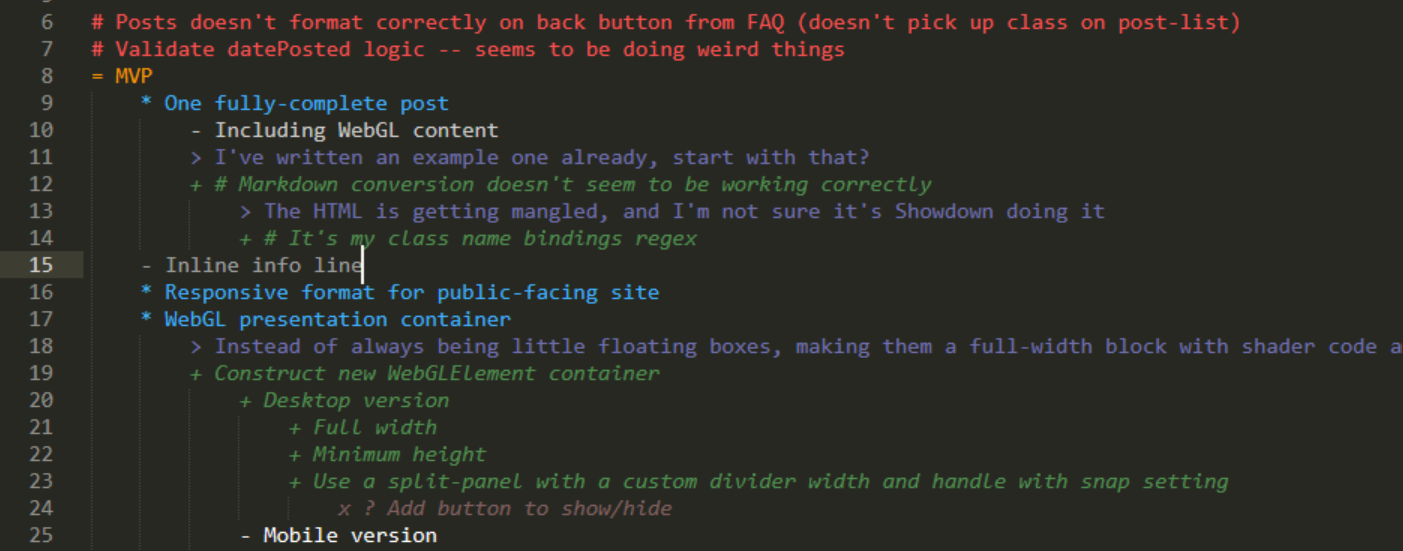 6 # Posts doesn't format correctly on back button from FAQ (doesn't pick up class on post-list)
7 # Validate datePosted logic -- seems to be doing weird things
8 = MVP
9 * One fully-complete post
10 - Including WebGL content
11 > I've written an example one already, start with that?
12 + # Markdown conversion doesn't seem to be working correctly
13 > The HTML is getting mangled, and I'm not sure it's Showdown doing it
14 + # It's my class name bindings regex
15 - Inline info line
16 * Responsive format for public-facing site
17 * WebGL presentation container
18 > Instead of always being little floating boxes, making them a full-width block with shader code a
19 + Construct new WebGLElement container
20 + Desktop version
21 + Full width
22 + Minimum height
23 + Use a split-panel with a custom divider width and handle with snap setting
24 x ? Add button to show/hide
25 - Mobile version